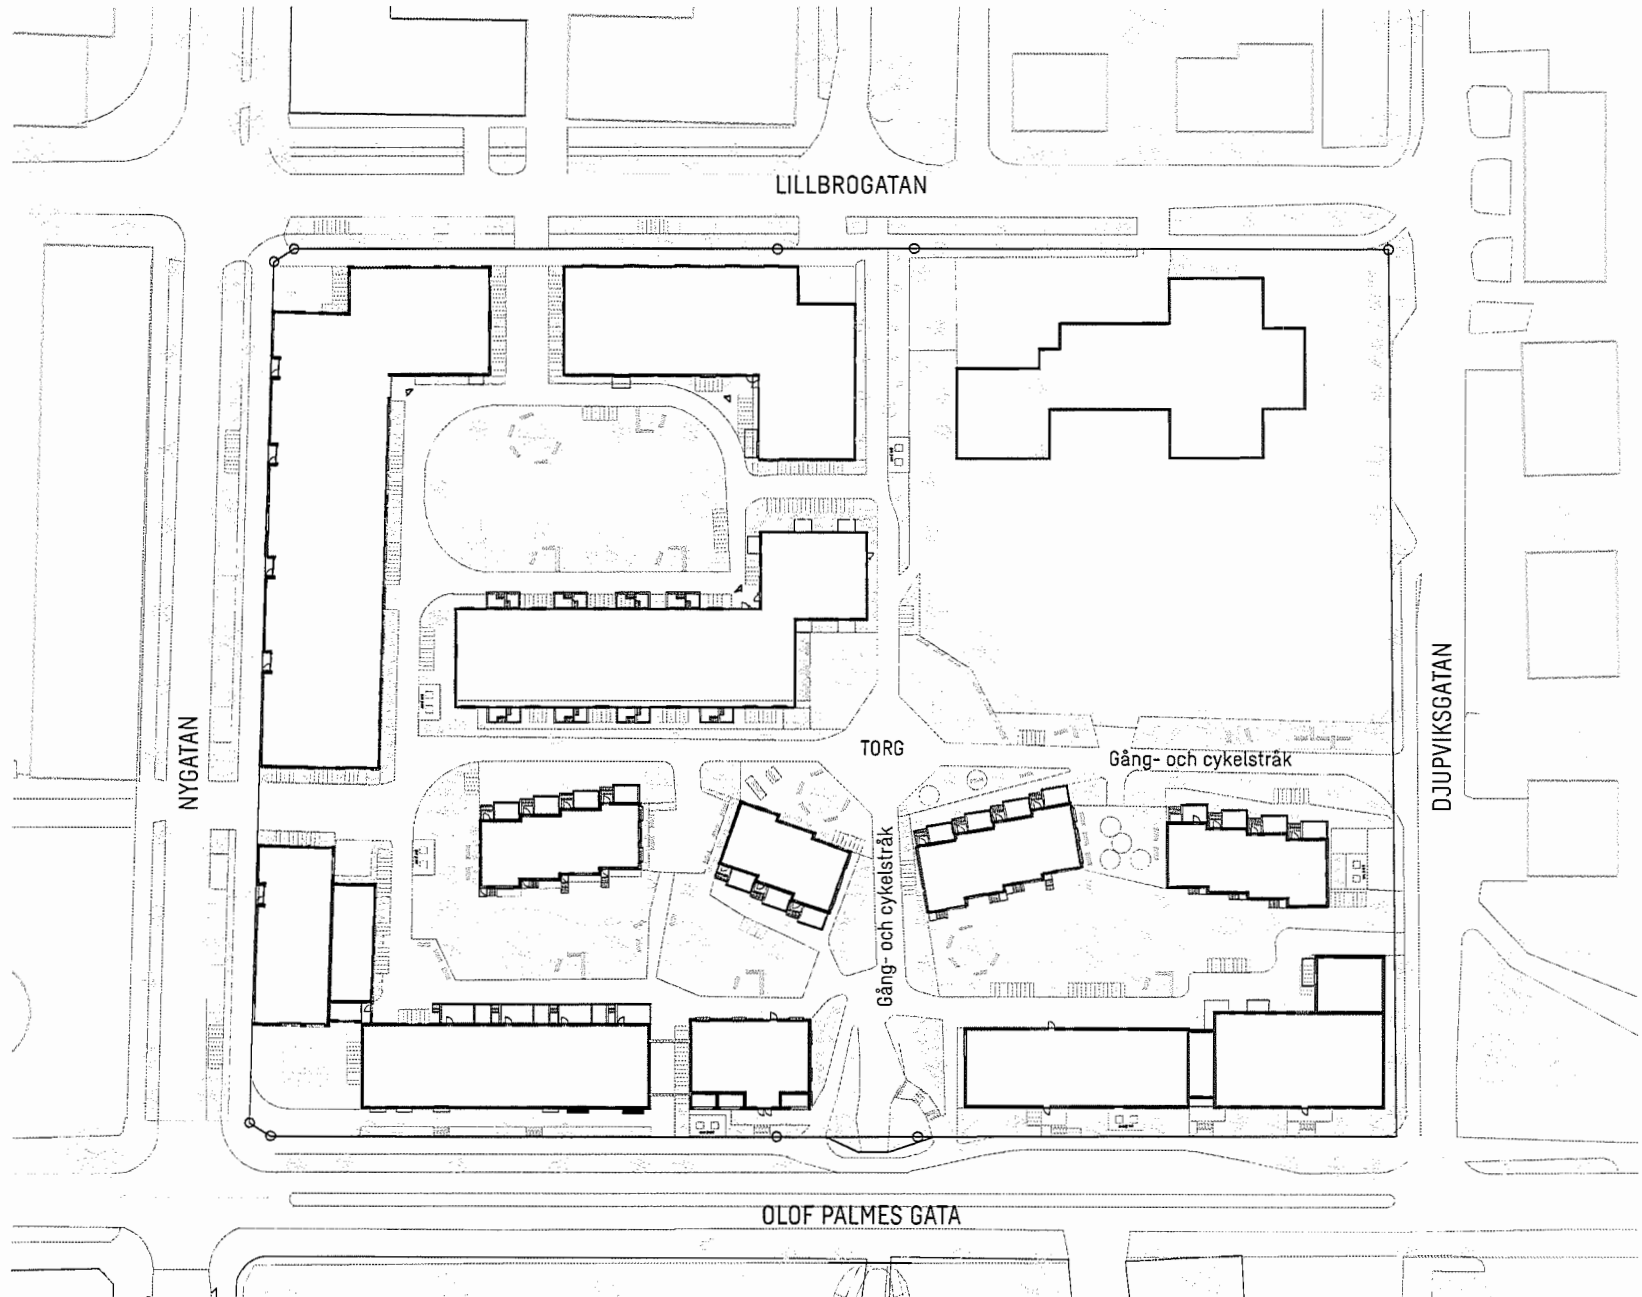 LILLBROGATAN
NYGATAN
DJUPVIKSGATAN
TORG
Gång- och cykelstråk
Gång- och cykelstråk
OLOF PALMES GATA